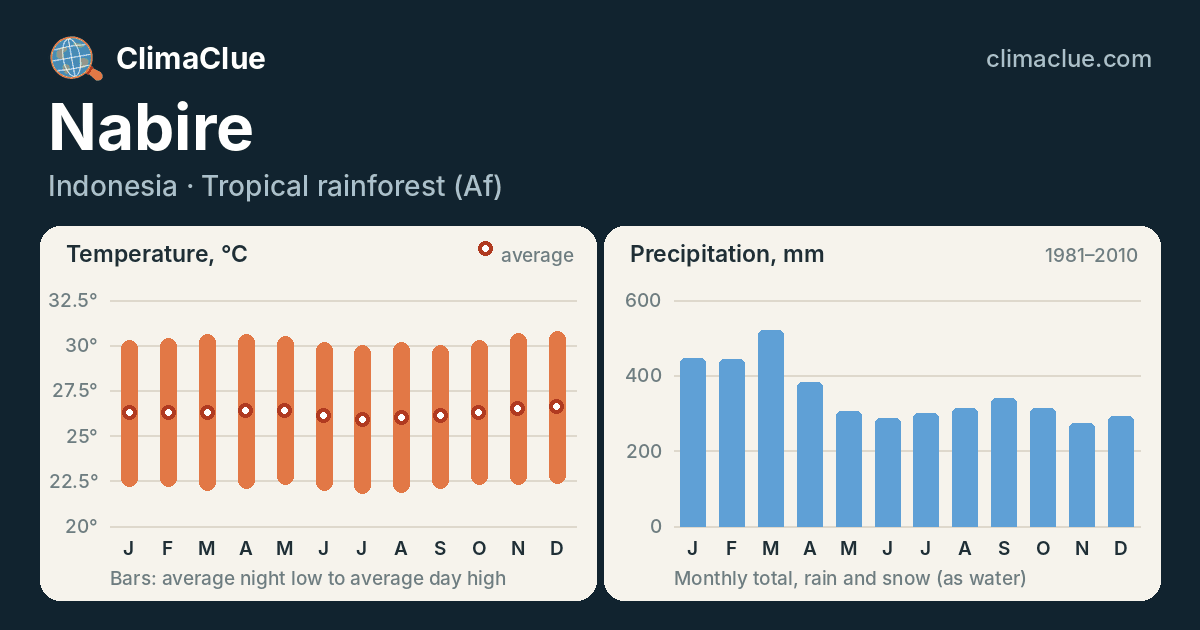 ClimaClue
climaclue.com
Nabire
Indonesia · Tropical rainforest (Af)
Temperature, °C
average
32.5°
30°
27.5°
25°
22.5°
20°
J F M A M J J A S O N D
Bars: average night low to average day high
Precipitation, mm
1981–2010
600
400
200
0
J F M A M J J A S O N D
Monthly total, rain and snow (as water)